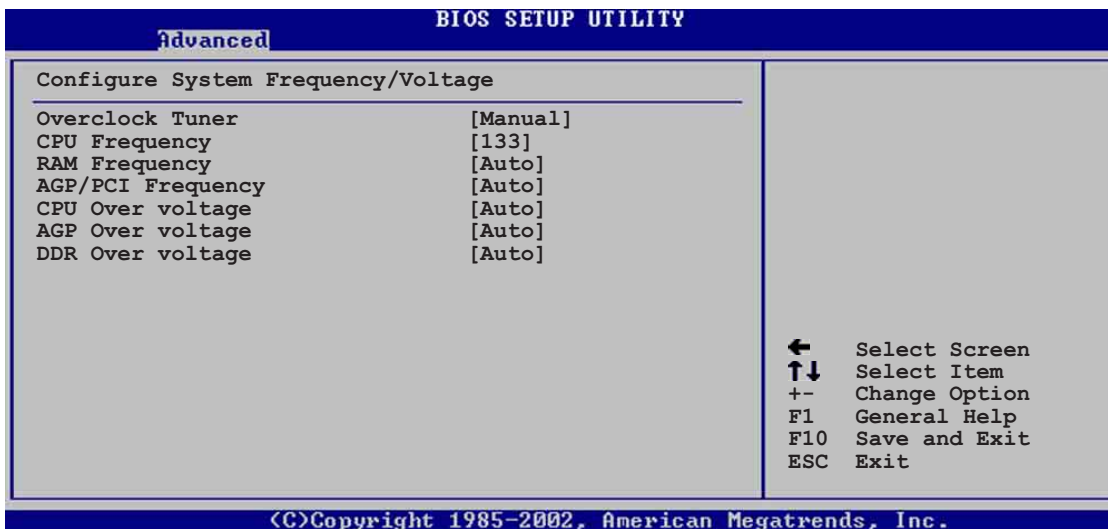 BIOS SETUP UTILITY
Advanced
Configure System Frequency/Voltage
Overclock Tuner [Manual]
CPU Frequency [133]
RAM Frequency [Auto]
AGP/PCI Frequency [Auto]
CPU Over voltage [Auto]
AGP Over voltage [Auto]
DDR Over voltage [Auto]
← Select Screen
↑↓ Select Item
+- Change Option
F1 General Help
F10 Save and Exit
ESC Exit
(C)Copyright 1985-2002, American Megatrends, Inc.